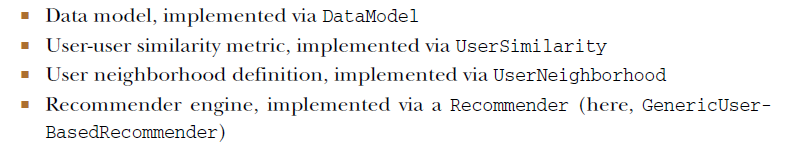 ■ Data model, implemented via DataModel
■ User-user similarity metric, implemented via UserSimilarity
■ User neighborhood definition, implemented via UserNeighborhood
■ Recommender engine, implemented via a Recommender (here, GenericUser-
BasedRecommender)